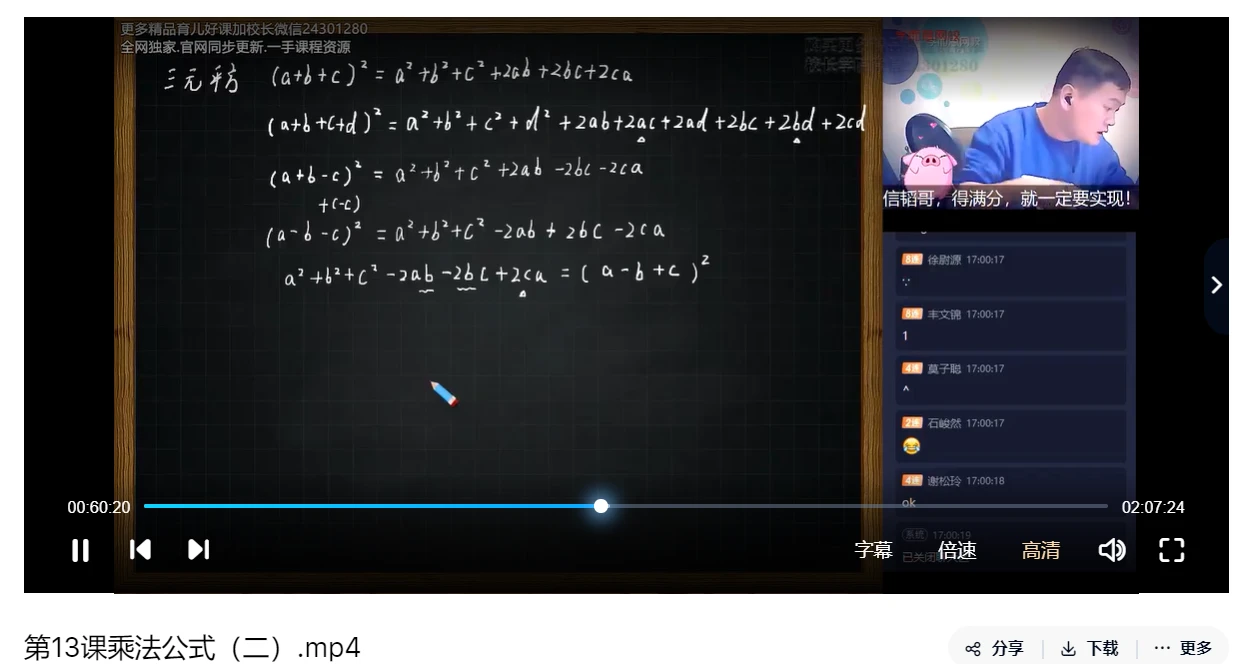 更多精品育儿好课加校长微信24301280
全网独家.官网同步更新.一手课程资源
三元平方 (a+b+c)² = a²+b²+c²+2ab+2bc+2ca
(a+b+c+d)² = a²+b²+c²+d²+2ab+2ac+2ad+2bc+2bd+2cd
(a+b-c)² = a²+b²+c²+2ab-2bc-2ca
+(-c)
(a-b-c)² = a²+b²+c²-2ab+2bc-2ca
a²+b²+c²-2ab-2bc+2ca = (a-b+c)²
信韬哥，得满分，就一定要实现！
徐尉源 17:00:17
∵
丰文锦 17:00:17
1
莫子聪 17:00:17
^
石峻然 17:00:17
😂
谢松玲 17:00:18
ok
系统 17:00:19
00:60:20
02:07:24
字幕 倍速 高清
第13课乘法公式（二）.mp4
分享 下载 ··· 更多